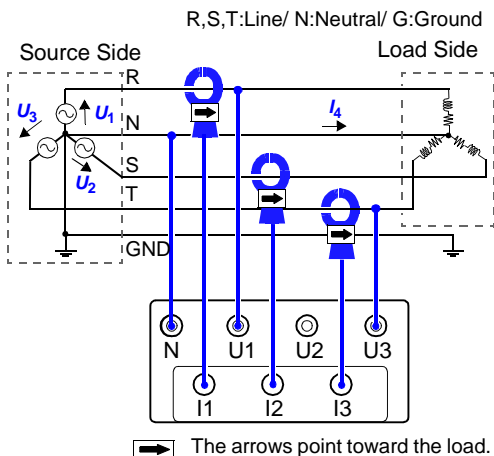 R,S,T:Line/ N:Neutral/ G:Ground
Source Side
Load Side
R
U3
U1
N
I4
U2
S
T
GND
N
U1
U2
U3
I1
I2
I3
The arrows point toward the load.